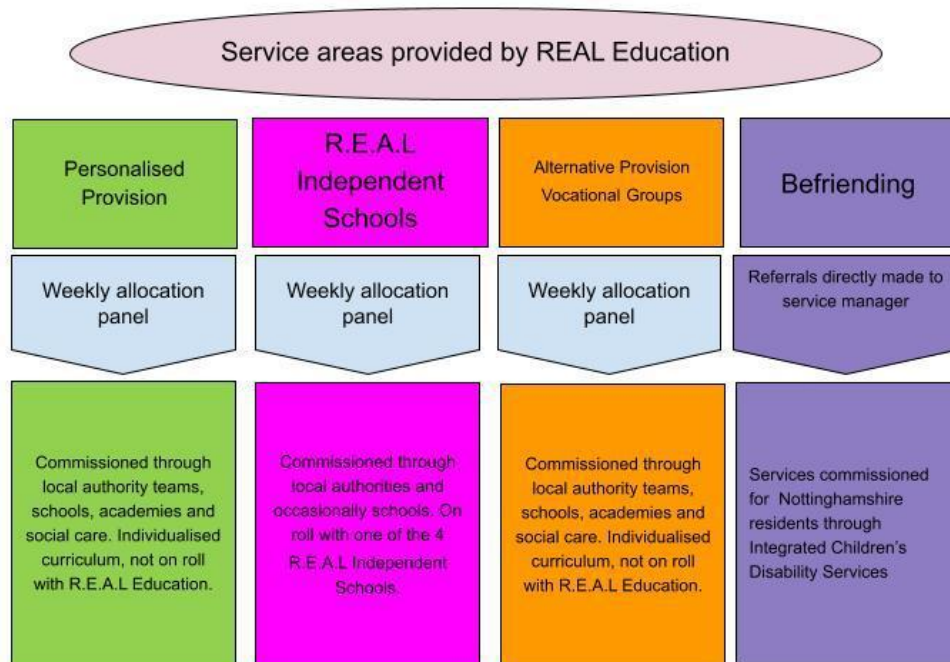 Service areas provided by REAL Education
Personalised
Provision
R.E.A.L
Independent
Schools
Alternative Provision
Vocational Groups
Befriending
Weekly allocation
panel
Weekly allocation
panel
Weekly allocation
panel
Referrals directly made to
service manager
Commissioned through
local authority teams,
schools, academies and
social care. Individualised
curriculum, not on roll
with R.E.A.L Education.
Commissioned through
local authorities and
occasionally schools. On
roll with one of the 4
R.E.A.L Independent
Schools.
Commissioned through
local authority teams,
schools, academies and
social care. Individualised
curriculum, not on roll
with R.E.A.L Education.
Services commissioned
for Nottinghamshire
residents through
Integrated Children’s
Disability Services